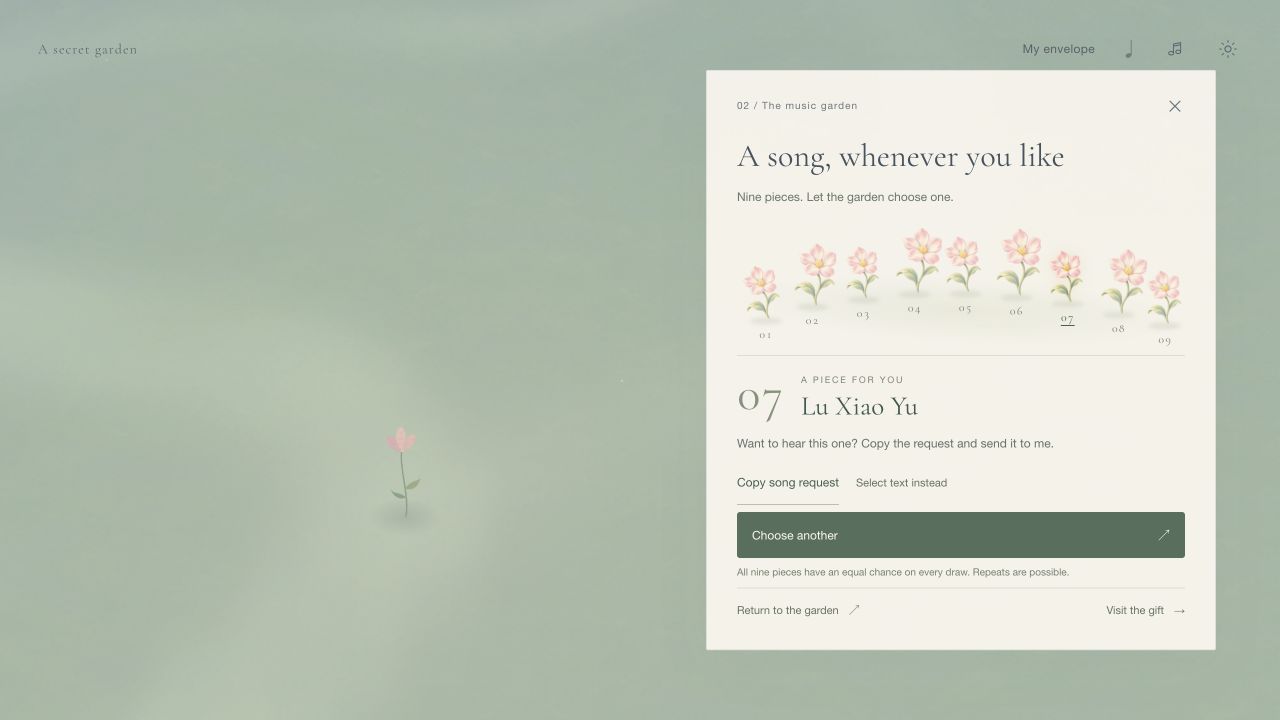 A secret garden
My envelope
02 / The music garden
A song, whenever you like
Nine pieces. Let the garden choose one.
01 02 03 04 05 06 07 08 09
07
A PIECE FOR YOU
Lu Xiao Yu
Want to hear this one? Copy the request and send it to me.
Copy song request Select text instead
Choose another ↗
All nine pieces have an equal chance on every draw. Repeats are possible.
Return to the garden ↗ Visit the gift →